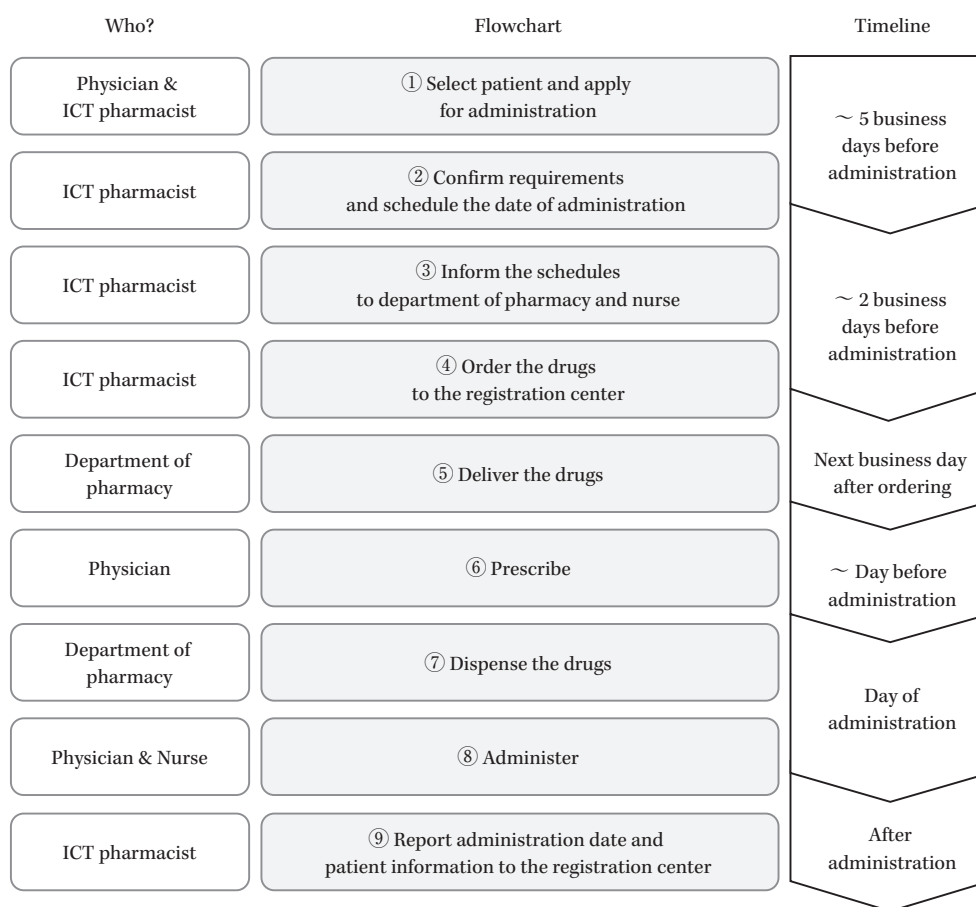 Who?
Flowchart
Timeline
Physician &
ICT pharmacist
① Select patient and apply
for administration
~ 5 business
days before
administration
ICT pharmacist
② Confirm requirements
and schedule the date of administration
ICT pharmacist
③ Inform the schedules
to department of pharmacy and nurse
~ 2 business
days before
administration
ICT pharmacist
④ Order the drugs
to the registration center
Department of
pharmacy
⑤ Deliver the drugs
Next business day
after ordering
Physician
⑥ Prescribe
~ Day before
administration
Department of
pharmacy
⑦ Dispense the drugs
Day of
administration
Physician & Nurse
⑧ Administer
ICT pharmacist
⑨ Report administration date and
patient information to the registration center
After
administration